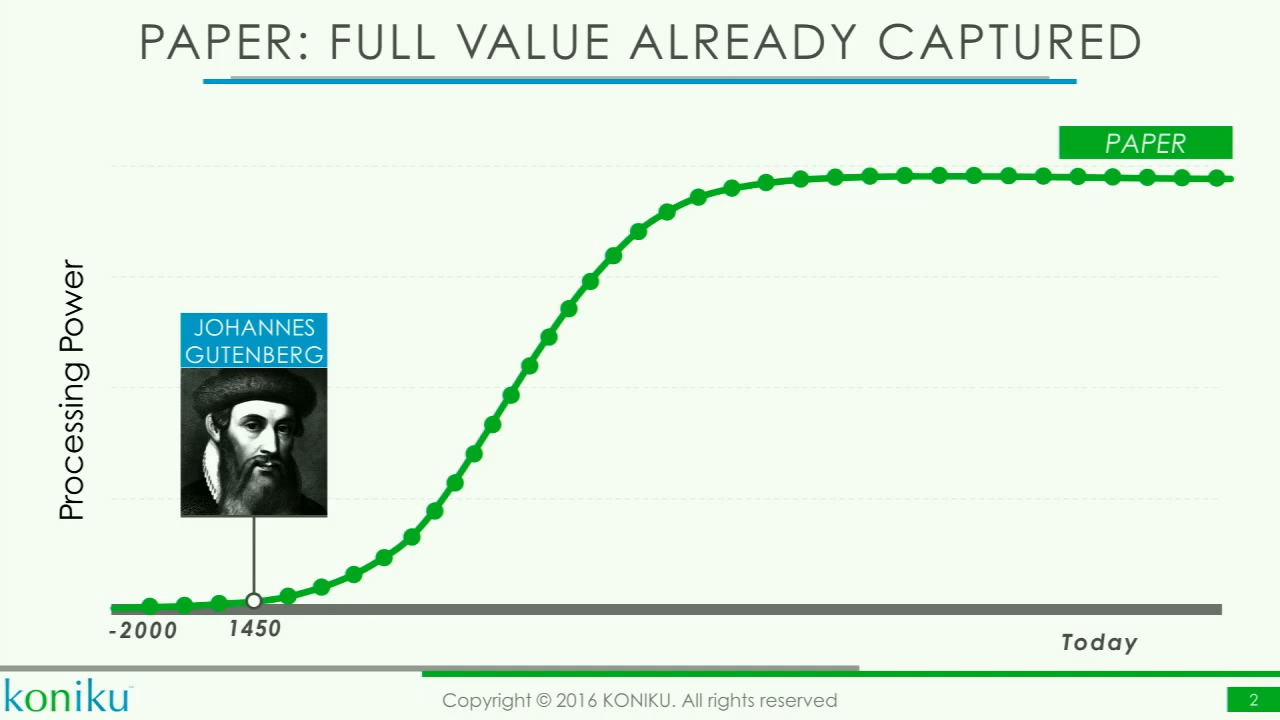 PAPER: FULL VALUE ALREADY CAPTURED
PAPER
Processing Power
JOHANNES
GUTENBERG
-2000
1450
Today
koniku
Copyright ©2016 KONIKU. All rights reserved
2